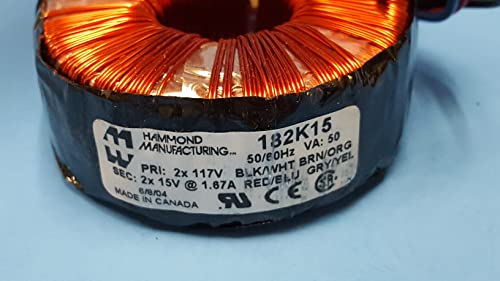 HAMMOND
MANUFACTURING™
182K15
50/60Hz VA: 50
PRI: 2x 117V BLK/WHT BRN/ORG
SEC: 2x 15V @ 1.67A RED/BLU GRY/YEL
6/8/04
MADE IN CANADA